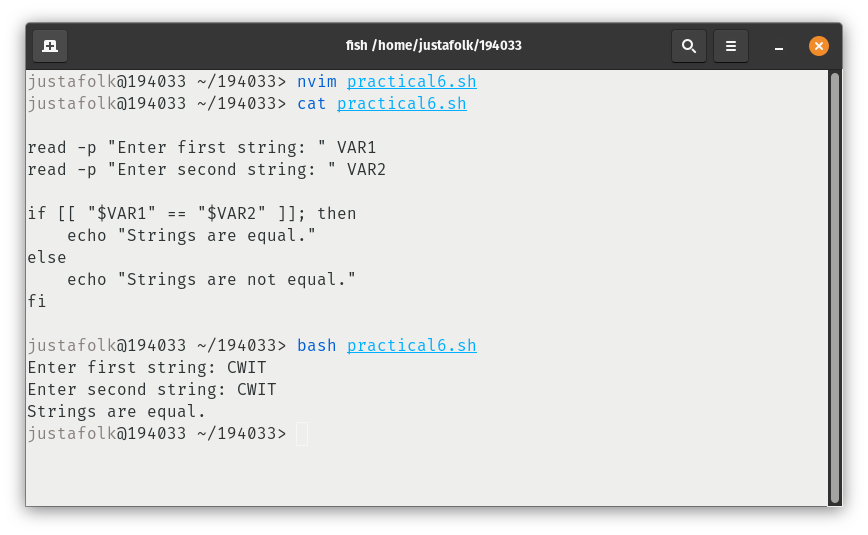 fish /home/justafolk/194033
justafolk@194033 ~/194033> nvim practical6.sh
justafolk@194033 ~/194033> cat practical6.sh

read -p "Enter first string: " VAR1
read -p "Enter second string: " VAR2

if [[ "$VAR1" == "$VAR2" ]]; then
    echo "Strings are equal."
else
    echo "Strings are not equal."
fi

justafolk@194033 ~/194033> bash practical6.sh
Enter first string: CWIT
Enter second string: CWIT
Strings are equal.
justafolk@194033 ~/194033>